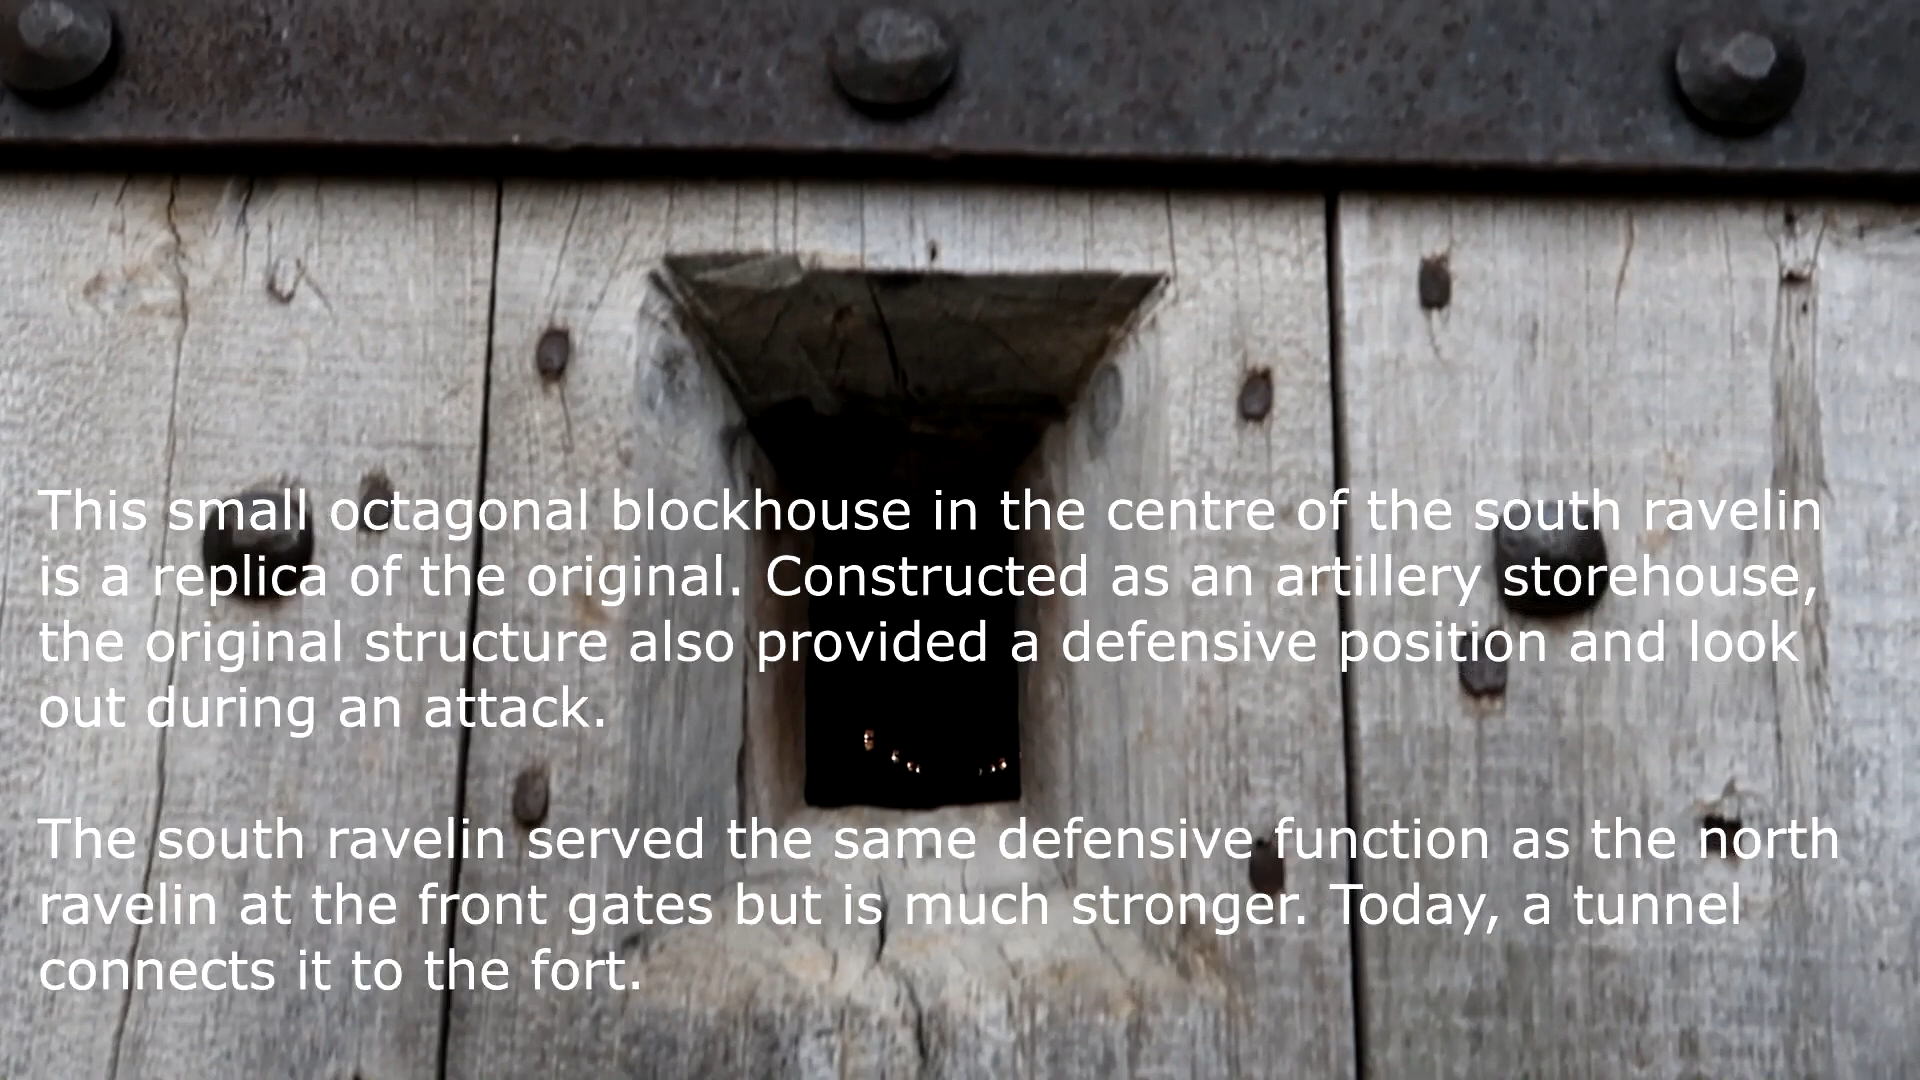 This small octagonal blockhouse in the centre of the south ravelin
is a replica of the original. Constructed as an artillery storehouse,
the original structure also provided a defensive position and look
out during an attack.
The south ravelin served the same defensive function as the north
ravelin at the front gates but is much stronger. Today, a tunnel
connects it to the fort.